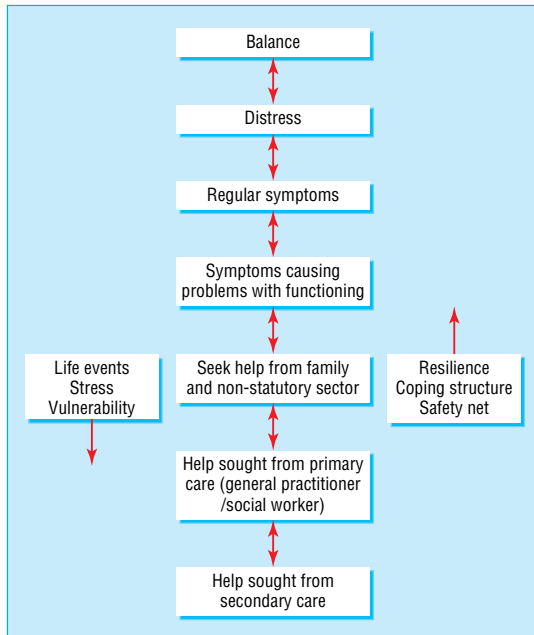 Balance
Distress
Regular symptoms
Symptoms causing
problems with functioning
Life events
Stress
Vulnerability
Seek help from family
and non-statutory sector
Resilience
Coping structure
Safety net
Help sought from primary
care (general practitioner
/social worker)
Help sought from
secondary care